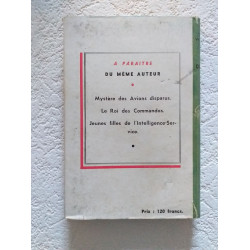 A PARAITRE
DU MÊME AUTEUR
Mystère des Avions disparus.
Le Roi des Commandos.
Jeunes filles de l'Intelligence-Ser-
vice.
Prix : 120 francs.